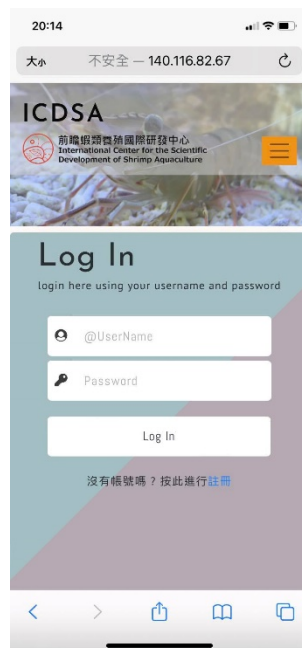 20:14
大小 不安全 — 140.116.82.67
ICDSA
前瞻蝦類養殖國際研發中心
International Center for the Scientific
Development of Shrimp Aquaculture
Log In
login here using your username and password
@UserName
Password
Log In
沒有帳號嗎？按此進行註冊